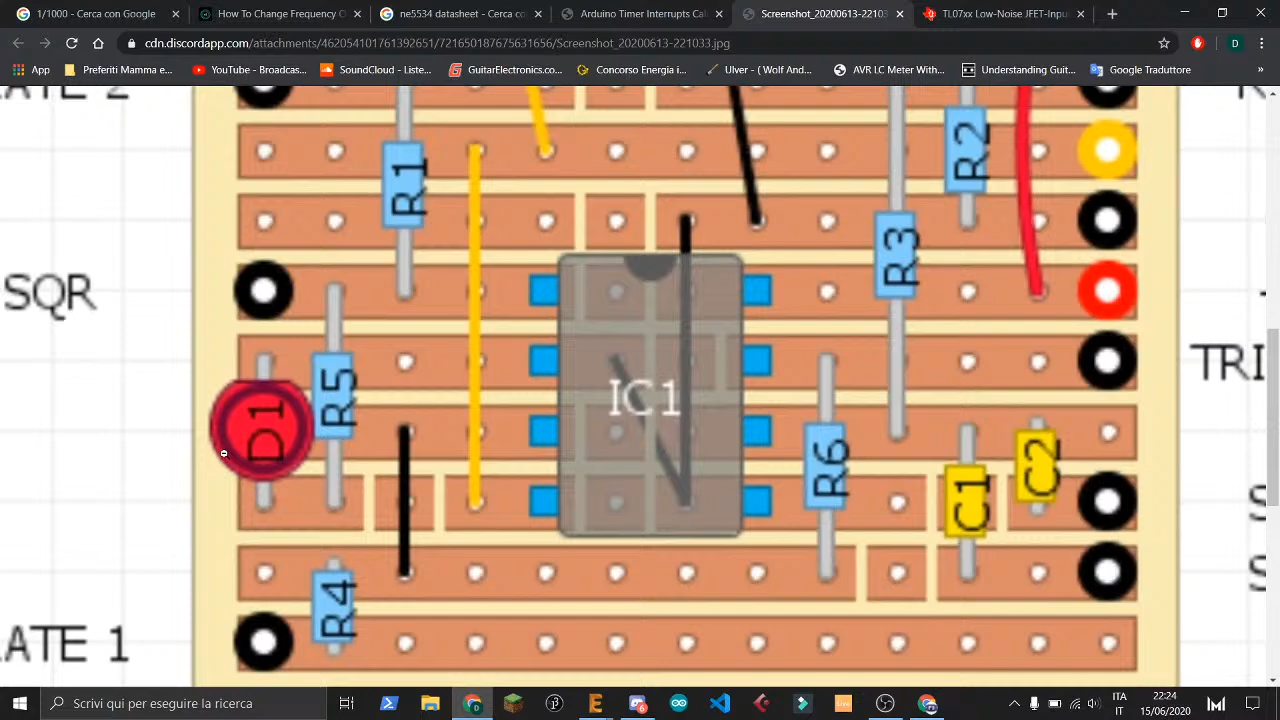 1/1000 - Cerca con Google
How To Change Frequency O
ne5534 datasheet - Cerca co
Arduino Timer Interrupts Calc
Screenshot_20200613-22103
TL07xx Low-Noise JFET-Inpu
cdn.discordapp.com/attachments/462054101761392651/721650187675631656/Screenshot_20200613-221033.jpg
D
App
Preferiti Mamma e...
YouTube - Broadcas...
SoundCloud - Liste...
GuitarElectronic.co...
Concorso Energia i...
Ulver - ( Wolf And...
AVR LC Meter With...
Understanding Guit...
Google Traduttore
R1
R2
R3
SQR
TRI
D1
R5
IC1
R6
C1
C2
R4
ATE 1
Scrivi qui per eseguire la ricerca
ITA
22:24
15/06/2020